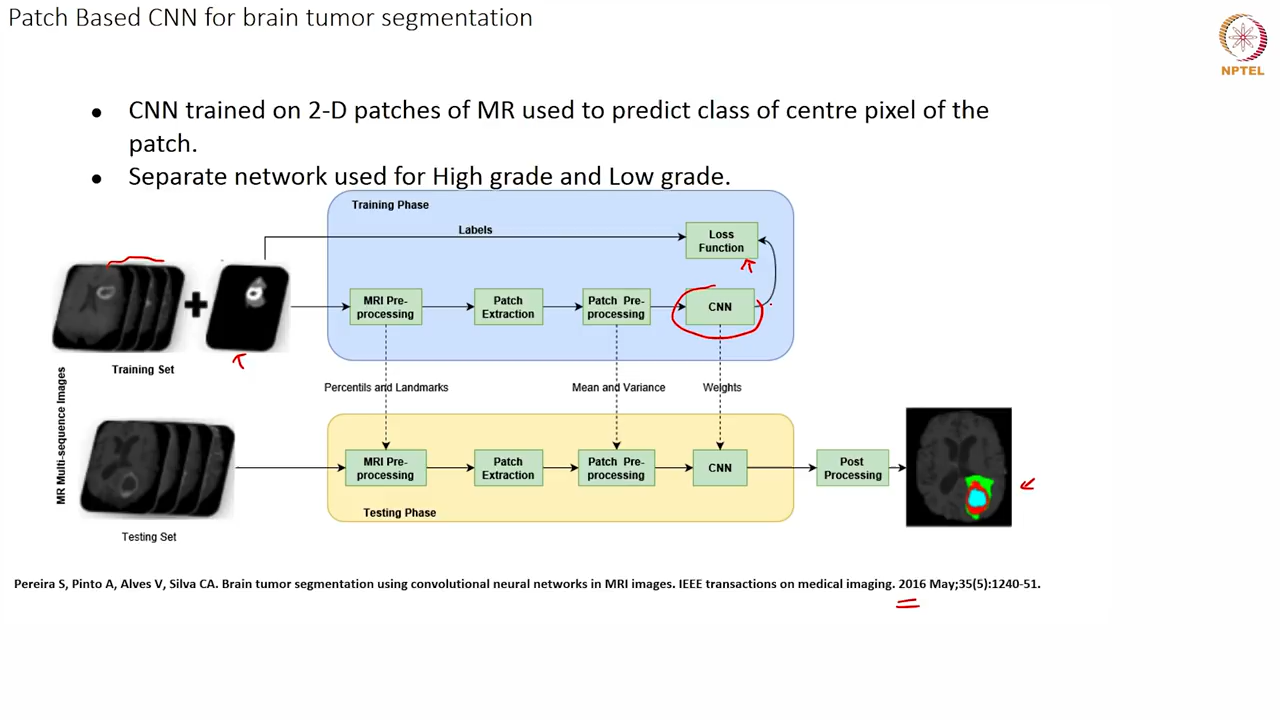 Patch Based CNN for brain tumor segmentation
NPTEL
● CNN trained on 2-D patches of MR used to predict class of centre pixel of the
patch.
● Separate network used for High grade and Low grade.
Training Phase
Labels
Loss
Function
MRI Pre-
processing
Patch
Extraction
Patch Pre-
processing
CNN
Training Set
Percentils and Landmarks
Mean and Variance
Weights
MR Multi-sequence Images
MRI Pre-
processing
Patch
Extraction
Patch Pre-
processing
CNN
Post
Processing
Testing Phase
Testing Set
Pereira S, Pinto A, Alves V, Silva CA. Brain tumor segmentation using convolutional neural networks in MRI images. IEEE transactions on medical imaging. 2016 May;35(5):1240-51.